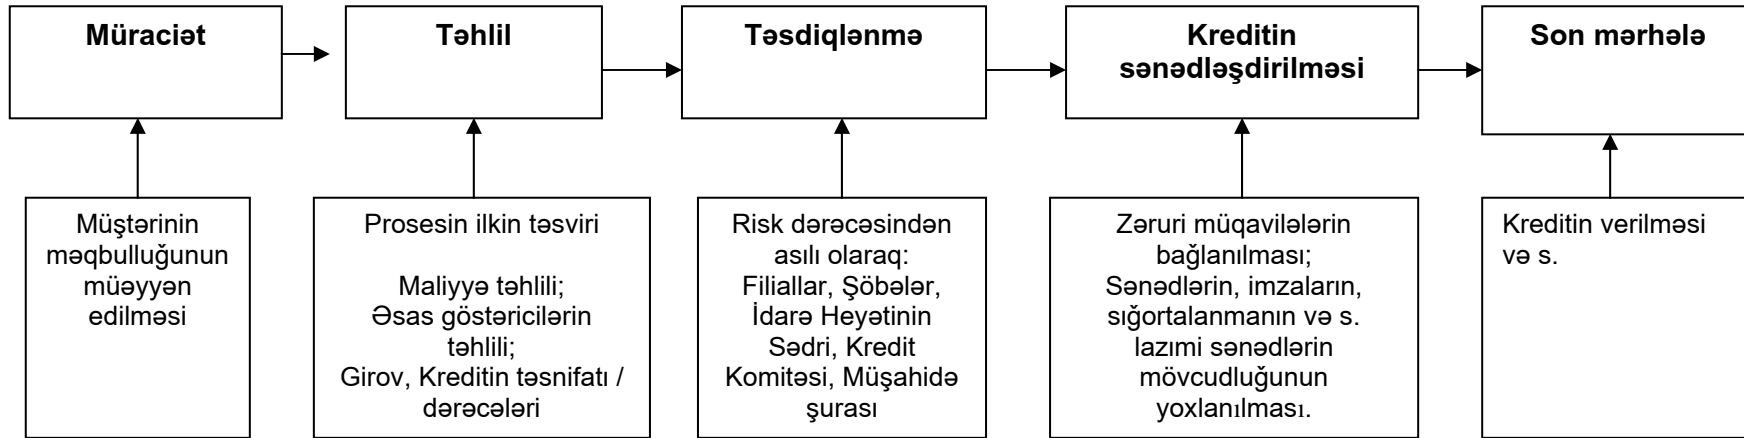 Müraciət
Təhlil
Təsdiqlənmə
Kreditin
sənədləşdirilməsi
Son mərhələ
Müştərinin
məqbulluğunun
müəyyən
edilməsi
Prosesin ilkin təsviri
Maliyyə təhlili;
Əsas göstəricilərin
təhlili;
Girov, Kreditin təsnifatı /
dərəcələri
Risk dərəcəsindən
asılı olaraq:
Filiallar, Şöbələr,
İdarə Heyətinin
Sədri, Kredit
Komitəsi, Müşahidə
şurası
Zəruri müqavilələrin
bağlanılması;
Sənədlərin, imzaların,
sığortalanmanın və s.
lazımi sənədlərin
mövcudluğunun
yoxlanılması.
Kreditin verilməsi
və s.